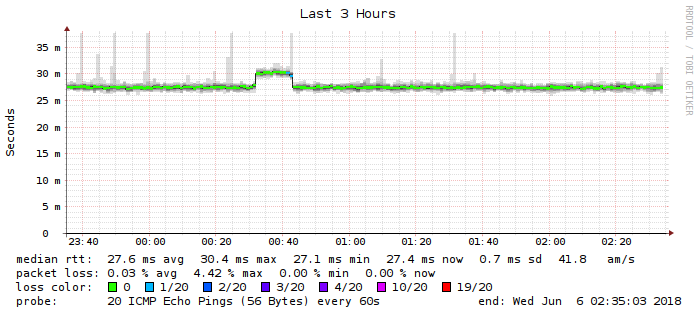 Last 3 Hours
RRDTOOL / TOBI OETIKER
Seconds
35 m
30 m
25 m
20 m
15 m
10 m
5 m
0
23:40 00:00 00:20 00:40 01:00 01:20 01:40 02:00 02:20
median rtt: 27.6 ms avg 30.4 ms max 27.1 ms min 27.4 ms now 0.7 ms sd 41.8 am/s
packet loss: 0.03 % avg 4.42 % max 0.00 % min 0.00 % now
loss color: 0 1/20 2/20 3/20 4/20 10/20 19/20
probe: 20 ICMP Echo Pings (56 Bytes) every 60s end: Wed Jun 6 02:35:03 2018